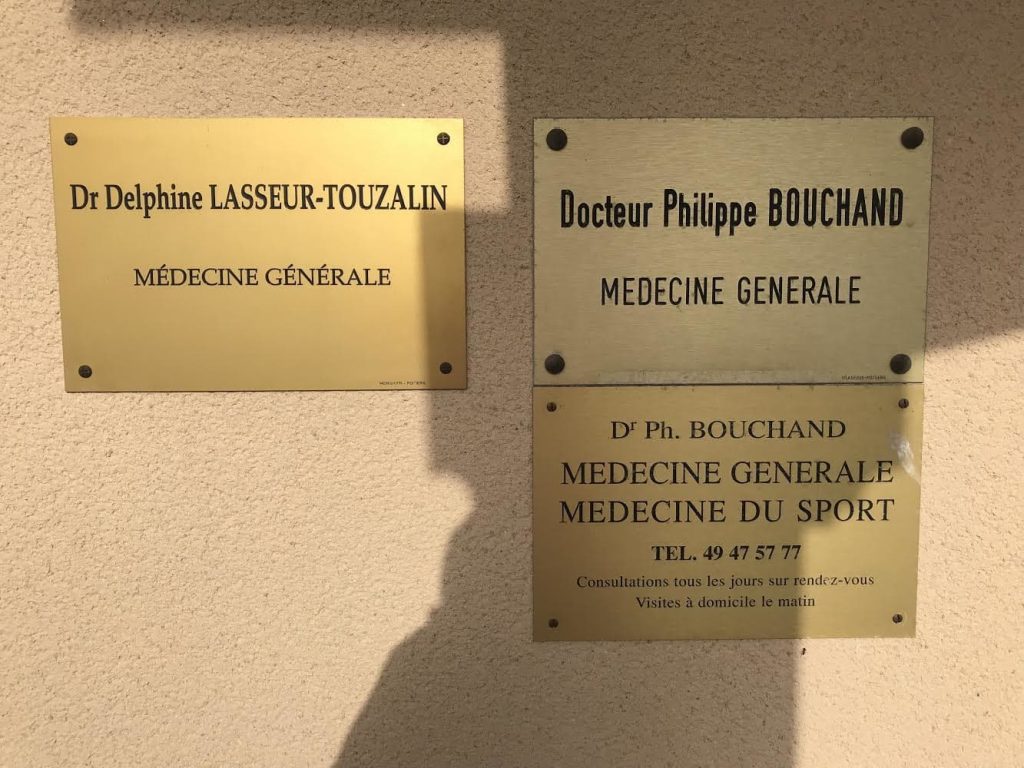 Dr Delphine LASSEUR-TOUZALIN
MÉDECINE GÉNÉRALE
Docteur Philippe BOUCHAND
MEDECINE GENERALE
Dr Ph. BOUCHAND
MEDECINE GENERALE
MEDECINE DU SPORT
TEL. 49 47 57 77
Consultations tous les jours sur rendez-vous
Visites à domicile le matin